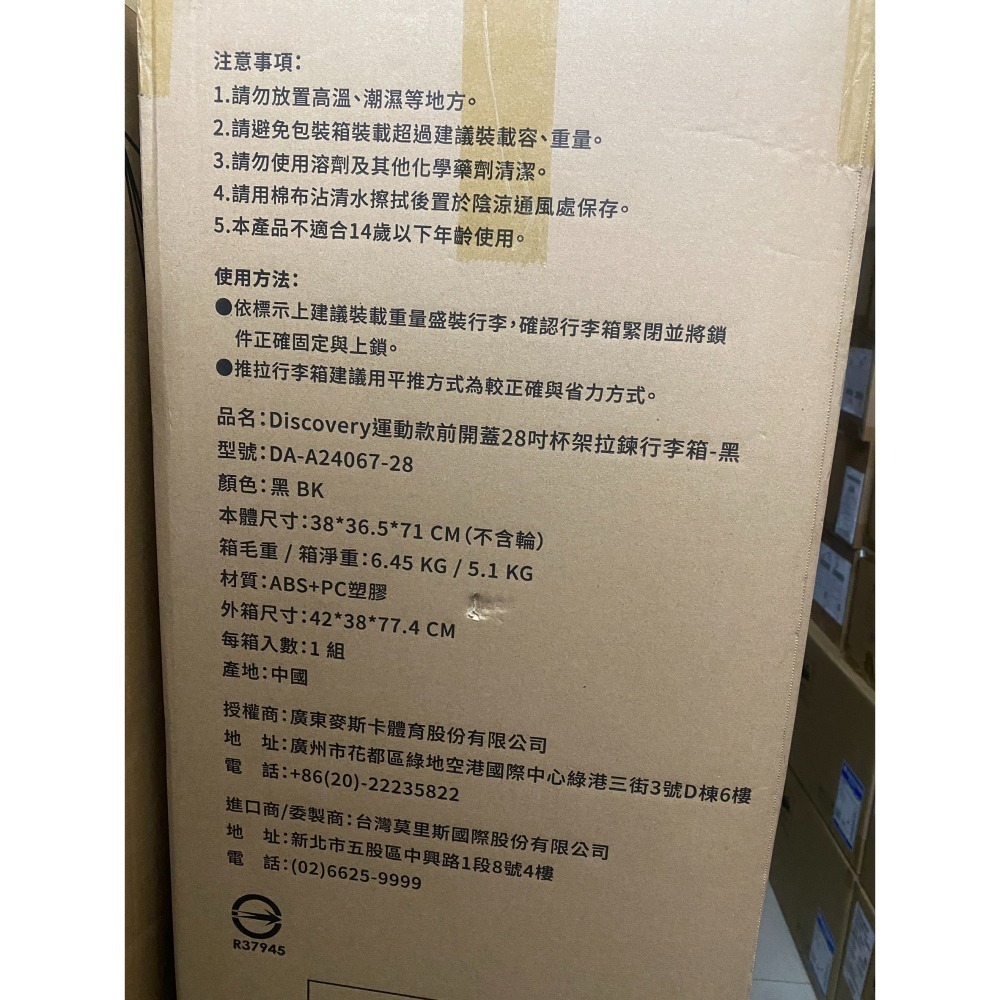 注意事項：
1.請勿放置高溫、潮濕等地方。
2.請避免包裝箱裝載超過建議裝載容、重量。
3.請勿使用溶劑及其他化學藥劑清潔。
4.請用棉布沾清水擦拭後置於陰涼通風處保存。
5.本產品不適合14歲以下年齡使用。
使用方法：
●依標示上建議裝載重量盛裝行李，確認行李箱緊閉並將鎖
件正確固定與上鎖。
●推拉行李箱建議用平推方式為較正確與省力方式。
品名：Discovery運動款前開蓋28吋杯架拉鍊行李箱-黑
型號：DA-A24067-28
顏色：黑 BK
本體尺寸：38*36.5*71 CM（不含輪）
箱毛重 / 箱淨重：6.45 KG / 5.1 KG
材質：ABS+PC塑膠
外箱尺寸：42*38*77.4 CM
每箱入數：1 組
產地：中國
授權商：廣東麥斯卡體育股份有限公司
地　址：廣州市花都區綠地空港國際中心綠港三街3號D棟6樓
電　話：+86(20)-22235822
進口商/委製商：台灣莫里斯國際股份有限公司
地　址：新北市五股區中興路1段8號4樓
電　話：(02)6625-9999
R37945